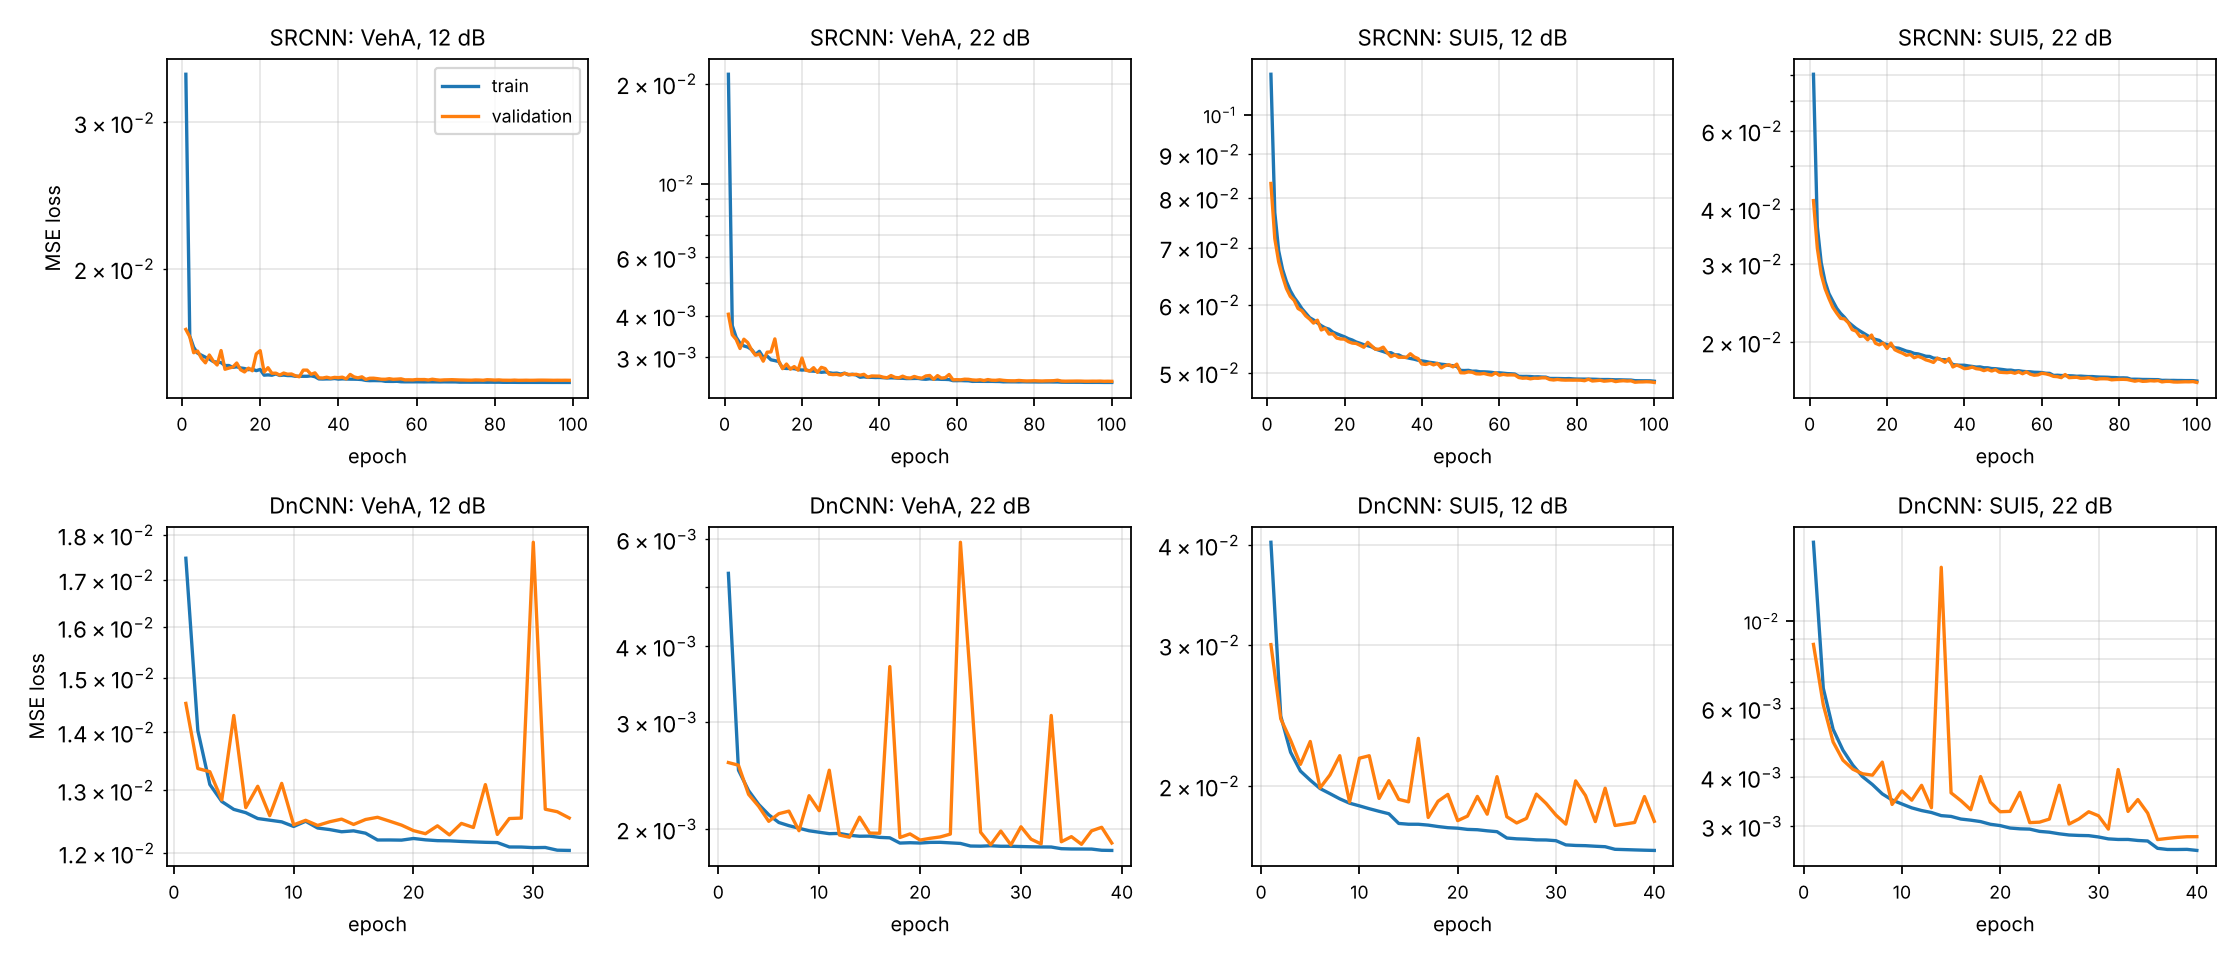 SRCNN: VehA, 12 dB
MSE loss
3 × 10⁻²
2 × 10⁻²
train
validation
0 20 40 60 80 100
epoch
SRCNN: VehA, 22 dB
2 × 10⁻²
10⁻²
6 × 10⁻³
4 × 10⁻³
3 × 10⁻³
0 20 40 60 80 100
epoch
SRCNN: SUI5, 12 dB
10⁻¹
9 × 10⁻²
8 × 10⁻²
7 × 10⁻²
6 × 10⁻²
5 × 10⁻²
0 20 40 60 80 100
epoch
SRCNN: SUI5, 22 dB
6 × 10⁻²
4 × 10⁻²
3 × 10⁻²
2 × 10⁻²
0 20 40 60 80 100
epoch
DnCNN: VehA, 12 dB
MSE loss
1.8 × 10⁻²
1.7 × 10⁻²
1.6 × 10⁻²
1.5 × 10⁻²
1.4 × 10⁻²
1.3 × 10⁻²
1.2 × 10⁻²
0 10 20 30
epoch
DnCNN: VehA, 22 dB
6 × 10⁻³
4 × 10⁻³
3 × 10⁻³
2 × 10⁻³
0 10 20 30 40
epoch
DnCNN: SUI5, 12 dB
4 × 10⁻²
3 × 10⁻²
2 × 10⁻²
0 10 20 30 40
epoch
DnCNN: SUI5, 22 dB
10⁻²
6 × 10⁻³
4 × 10⁻³
3 × 10⁻³
0 10 20 30 40
epoch